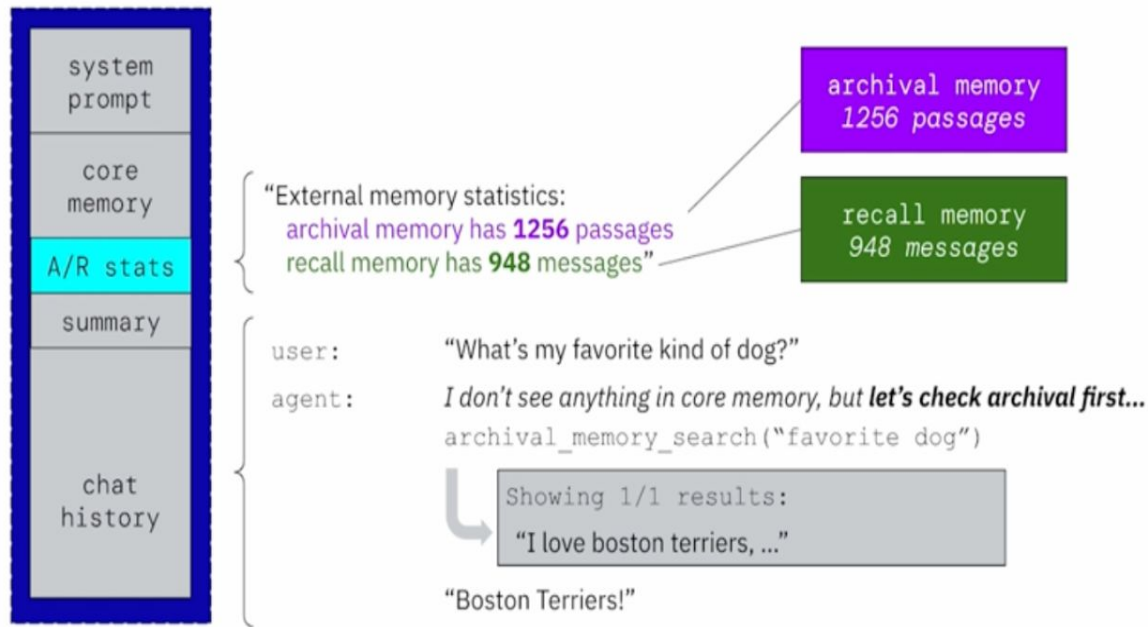 system
prompt
core
memory
A/R stats
summary
chat
history
“External memory statistics:
archival memory has 1256 passages
recall memory has 948 messages”
archival memory
1256 passages
recall memory
948 messages
user: “What’s my favorite kind of dog?”
agent: I don’t see anything in core memory, but let’s check archival first...
archival_memory_search(“favorite dog”)
Showing 1/1 results:
“I love boston terriers, ...”
“Boston Terriers!”